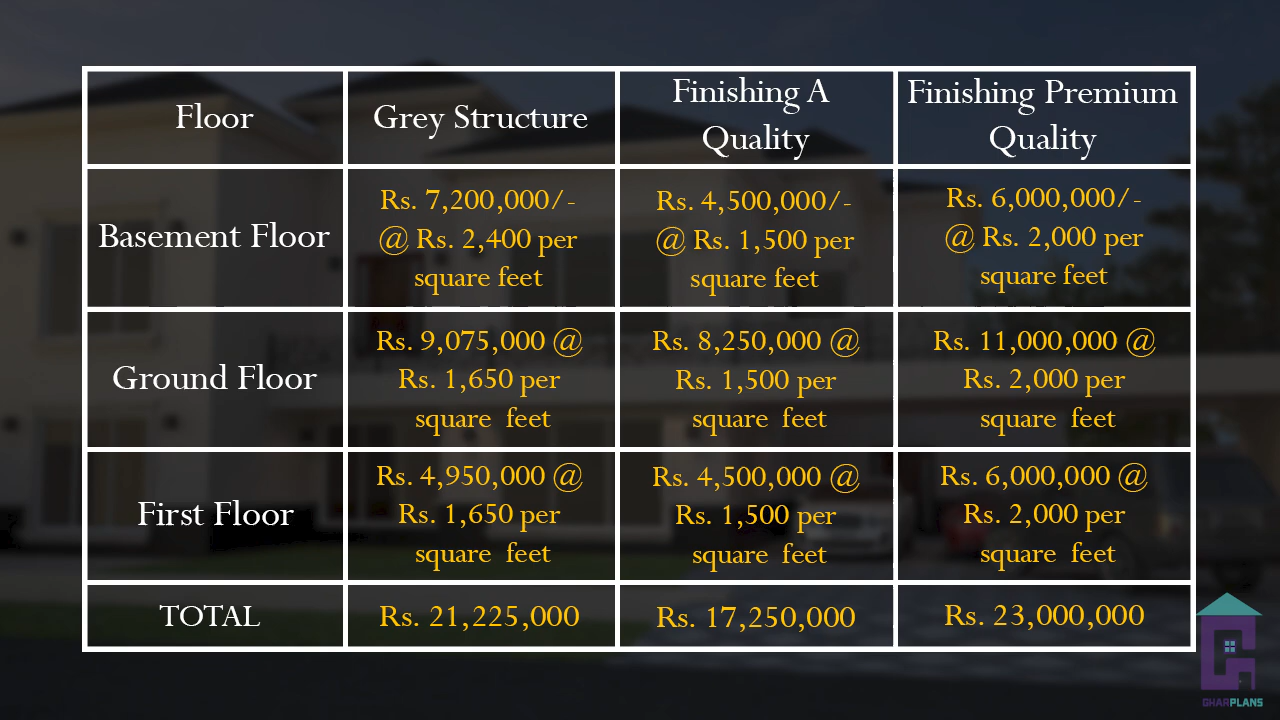 Floor
Grey Structure
Finishing A
Quality
Finishing Premium
Quality
Basement Floor
Rs. 7,200,000/-
@ Rs. 2,400 per
square feet
Rs. 4,500,000/-
@ Rs. 1,500 per
square feet
Rs. 6,000,000/-
@ Rs. 2,000 per
square feet
Ground Floor
Rs. 9,075,000 @
Rs. 1,650 per
square feet
Rs. 8,250,000 @
Rs. 1,500 per
square feet
Rs. 11,000,000 @
Rs. 2,000 per
square feet
First Floor
Rs. 4,950,000 @
Rs. 1,650 per
square feet
Rs. 4,500,000 @
Rs. 1,500 per
square feet
Rs. 6,000,000 @
Rs. 2,000 per
square feet
TOTAL
Rs. 21,225,000
Rs. 17,250,000
Rs. 23,000,000
GHARPLANS